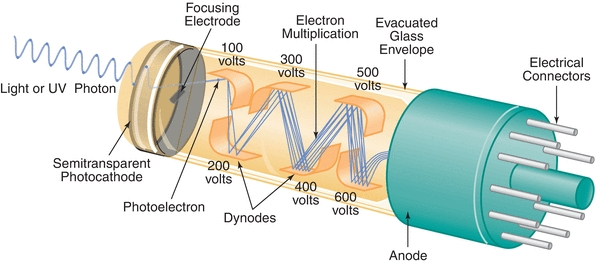 Focusing
Electrode
Electron
Multiplication
Evacuated
Glass
Envelope
100
volts
300
volts
500
volts
Electrical
Connectors
Light or UV Photon
Semitransparent
Photocathode
Photoelectron
200
volts
Dynodes
400
volts
600
volts
Anode